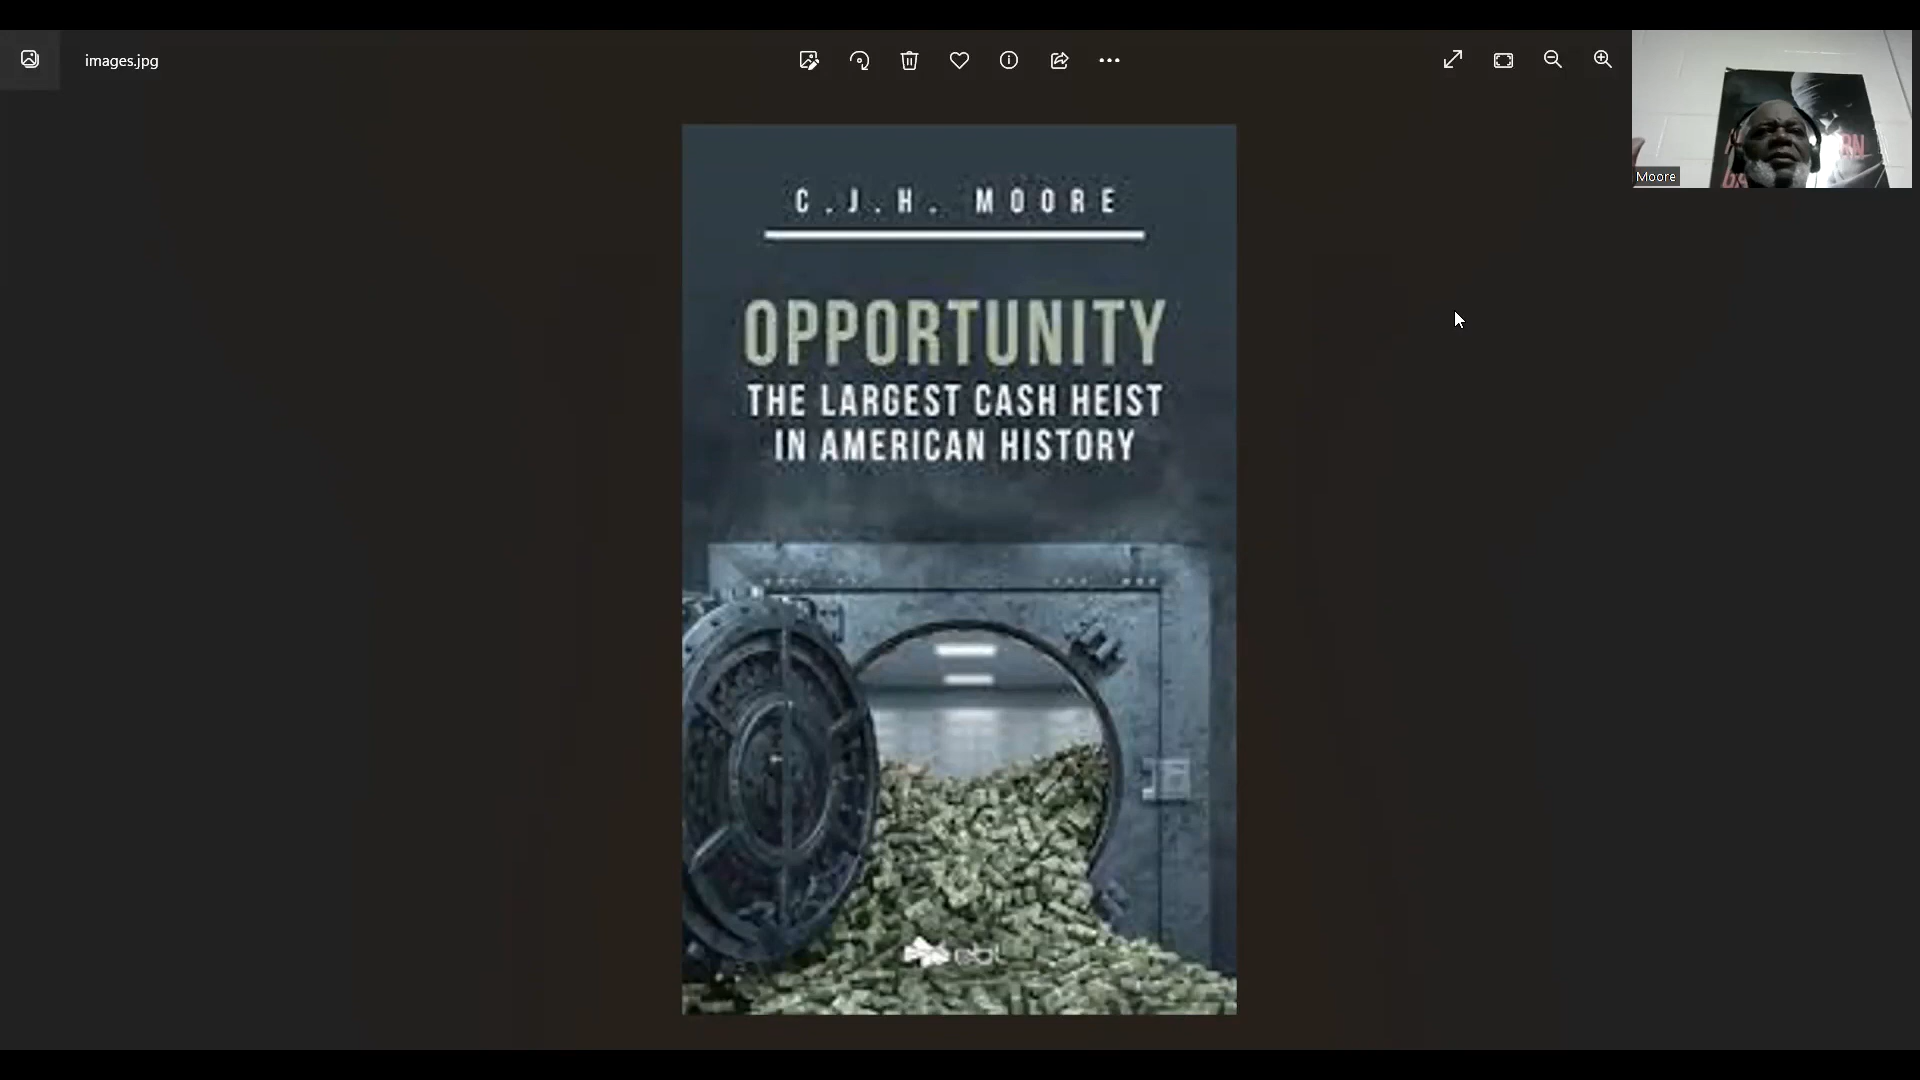 images.jpg
Moore
C.J.H. MOORE
OPPORTUNITY
THE LARGEST CASH HEIST
IN AMERICAN HISTORY